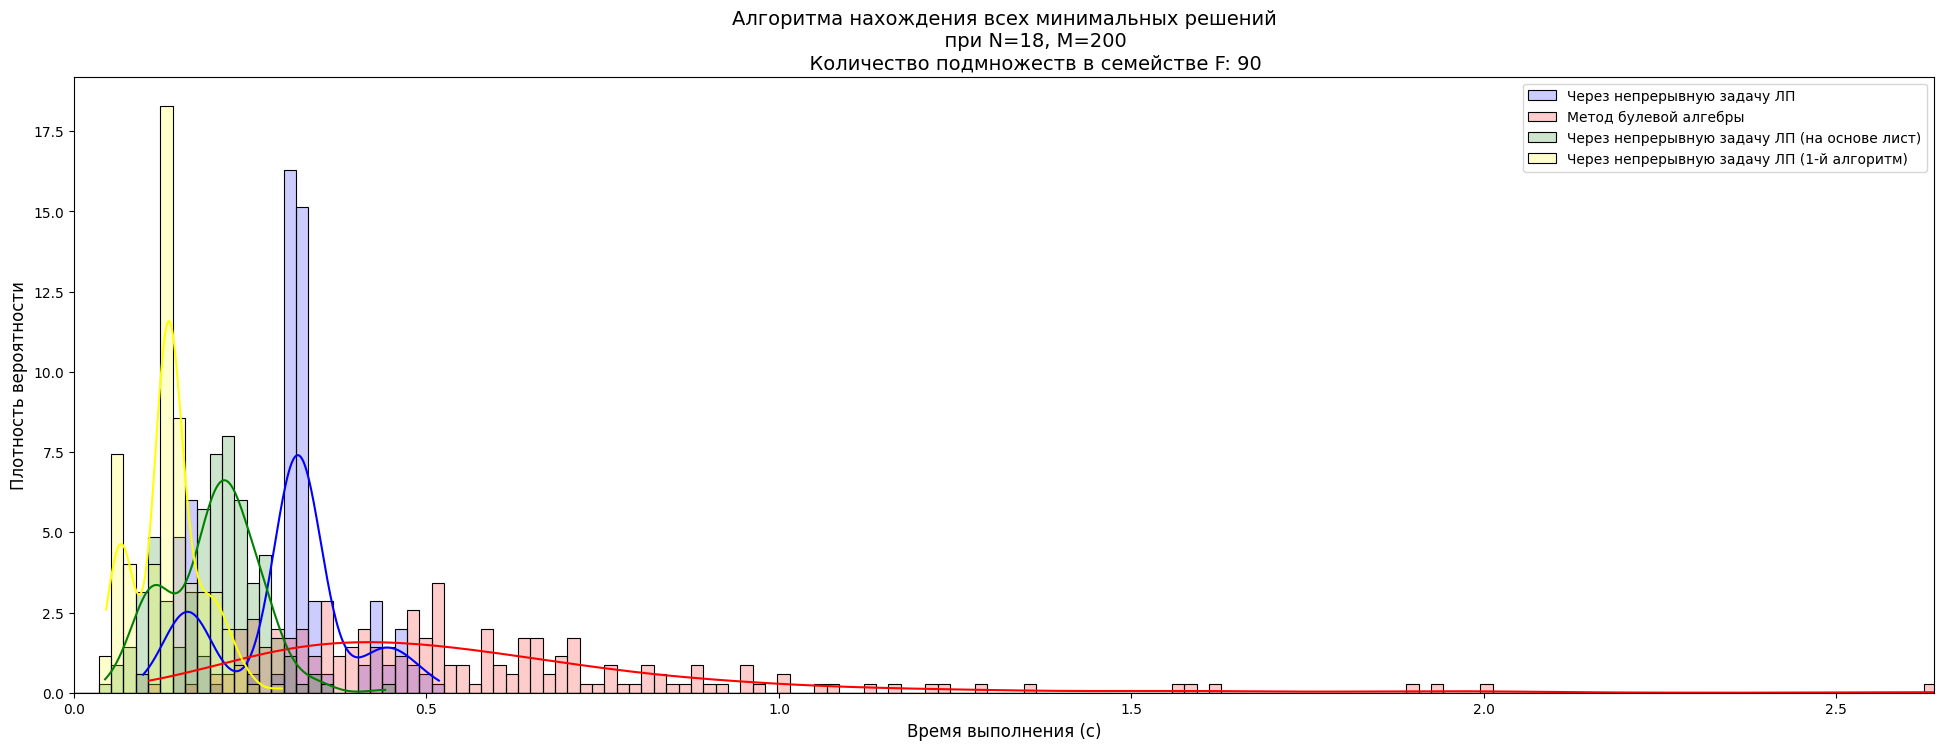 Алгоритма нахождения всех минимальных решений
при N=18, M=200
Количество подмножеств в семействе F: 90
Через непрерывную задачу ЛП
Метод булевой алгебры
Через непрерывную задачу ЛП (на основе лист)
Через непрерывную задачу ЛП (1-й алгоритм)
Плотность вероятности
17.5
15.0
12.5
10.0
7.5
5.0
2.5
0.0
0.0
0.5
1.0
1.5
2.0
2.5
Время выполнения (с)